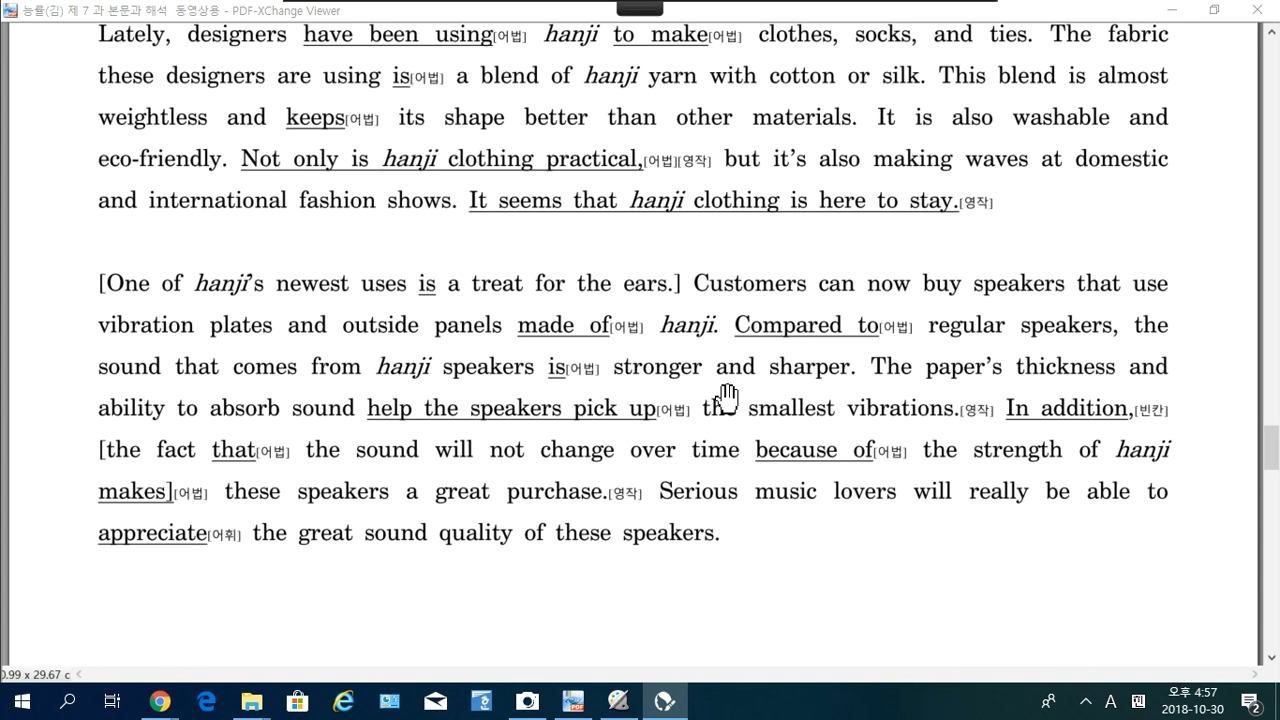 능률(김) 제 7 과 본문과 해석 동영상용 - PDF-XChange Viewer
Lately, designers have been using[어법] hanji to make[어법] clothes, socks, and ties. The fabric
these designers are using is[어법] a blend of hanji yarn with cotton or silk. This blend is almost
weightless and keeps[어법] its shape better than other materials. It is also washable and
eco-friendly. Not only is hanji clothing practical,[어법][영작] but it's also making waves at domestic
and international fashion shows. It seems that hanji clothing is here to stay.[영작]
[One of hanji's newest uses is a treat for the ears.] Customers can now buy speakers that use
vibration plates and outside panels made of[어법] hanji. Compared to[어법] regular speakers, the
sound that comes from hanji speakers is[어법] stronger and sharper. The paper's thickness and
ability to absorb sound help the speakers pick up[어법] the smallest vibrations.[영작] In addition,[빈칸]
[the fact that[어법] the sound will not change over time because of[어법] the strength of hanji
makes][어법] these speakers a great purchase.[영작] Serious music lovers will really be able to
appreciate[어휘] the great sound quality of these speakers.
0.99 x 29.67 c
A
오후 4:57
2018-10-30
2